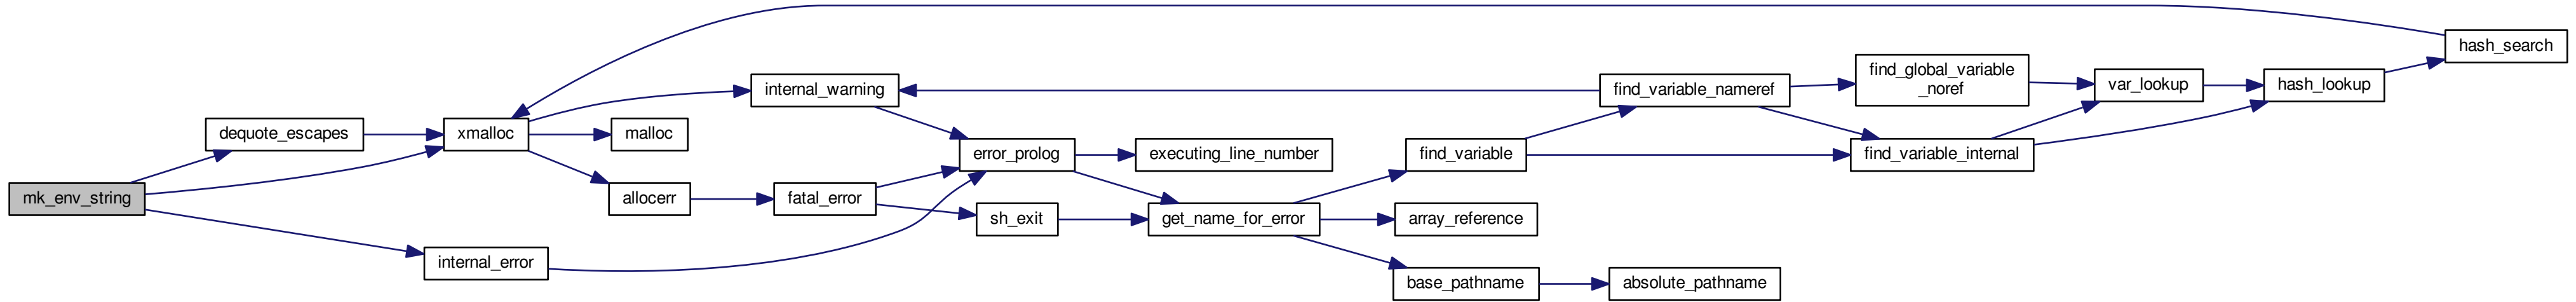 mk_env_string
dequote_escapes
internal_error
xmalloc
malloc
allocerr
internal_warning
fatal_error
error_prolog
sh_exit
executing_line_number
get_name_for_error
find_variable
array_reference
base_pathname
absolute_pathname
find_variable_nameref
find_global_variable
_noref
find_variable_internal
var_lookup
hash_lookup
hash_search